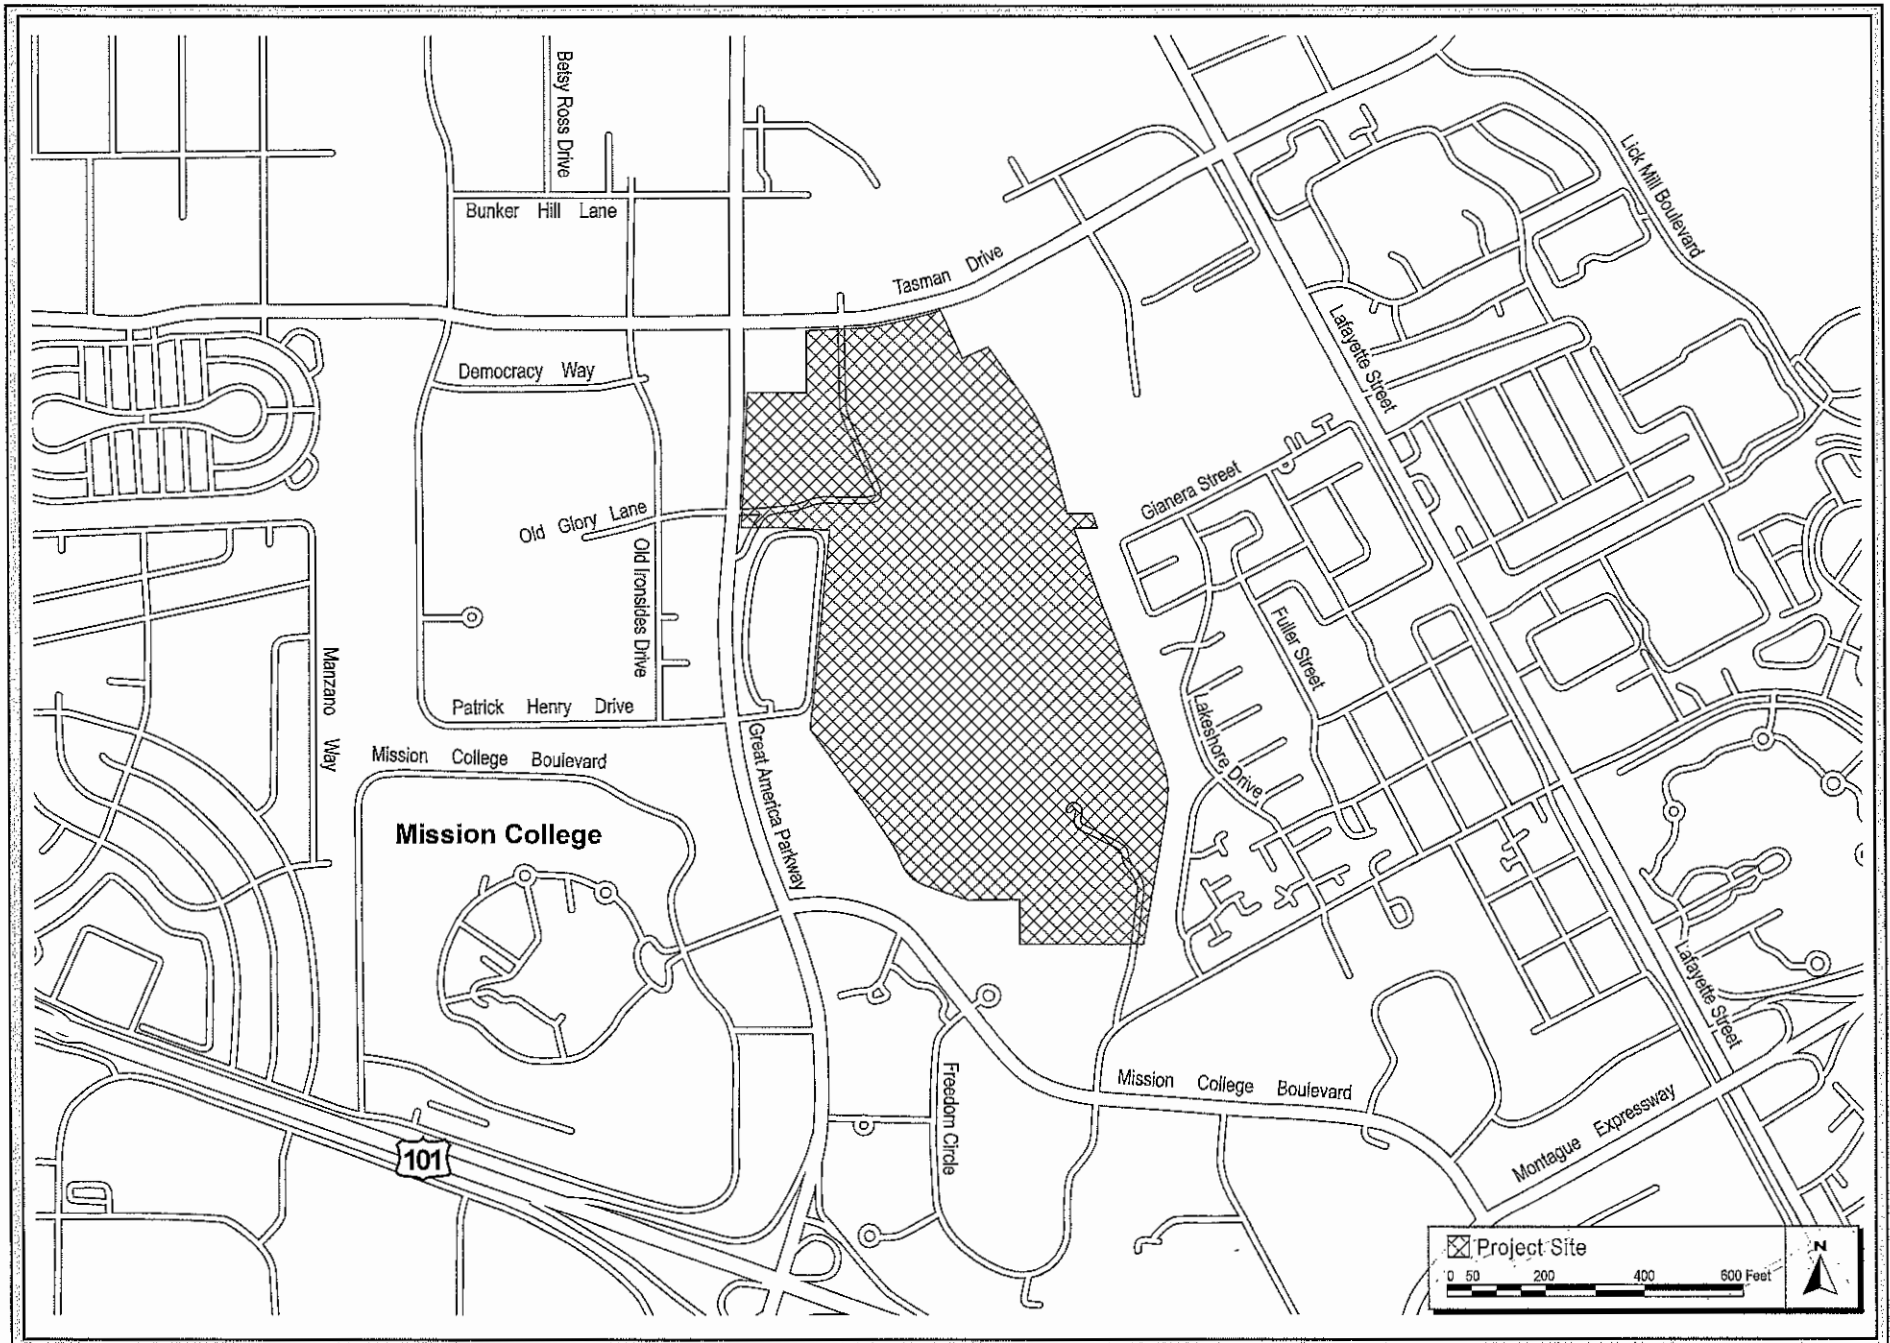 Betsy Ross Drive
Lick Mill Boulevard
Bunker Hill Lane
Tasman Drive
Lafayette Street
Democracy Way
Gianera Street
Old Glory Lane
Old Ironsides Drive
Fuller Street
Manzano Way
Patrick Henry Drive
Lakeshore Drive
Great America Parkway
Mission College Boulevard
Mission College
Lafayette Street
Freedom Circle
Mission College Boulevard
Montague Expressway
101
Project Site
N
0 50 200 400 600 Feet